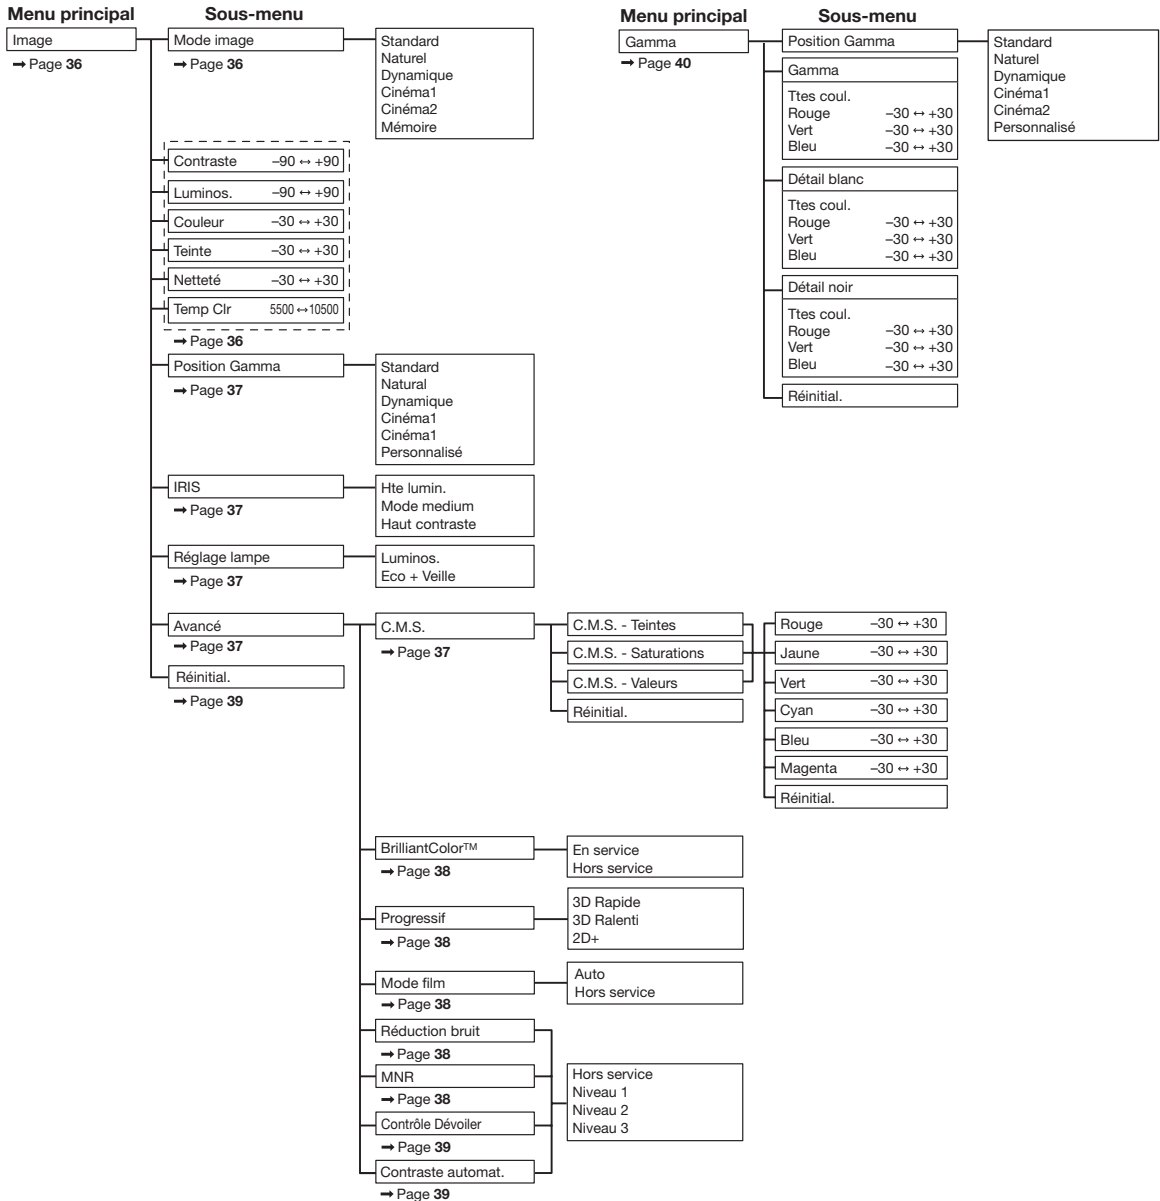 Menu principal
Sous-menu
Image
→ Page 36
Mode image
→ Page 36
Standard
Naturel
Dynamique
Cinéma1
Cinéma2
Mémoire
Contraste –90 ↔ +90
Luminos. –90 ↔ +90
Couleur –30 ↔ +30
Teinte –30 ↔ +30
Netteté –30 ↔ +30
Temp Clr 5500 ↔ 10500
→ Page 36
Position Gamma
→ Page 37
Standard
Natural
Dynamique
Cinéma1
Cinéma1
Personnalisé
IRIS
→ Page 37
Hte lumin.
Mode medium
Haut contraste
Réglage lampe
→ Page 37
Luminos.
Eco + Veille
Avancé
→ Page 37
Réinitial.
→ Page 39
C.M.S.
→ Page 37
C.M.S. - Teintes
C.M.S. - Saturations
C.M.S. - Valeurs
Réinitial.
Rouge –30 ↔ +30
Jaune –30 ↔ +30
Vert –30 ↔ +30
Cyan –30 ↔ +30
Bleu –30 ↔ +30
Magenta –30 ↔ +30
Réinitial.
BrilliantColor™
→ Page 38
En service
Hors service
Progressif
→ Page 38
3D Rapide
3D Ralenti
2D+
Mode film
→ Page 38
Auto
Hors service
Réduction bruit
→ Page 38
MNR
→ Page 38
Contrôle Dévoiler
→ Page 39
Contraste automat.
→ Page 39
Hors service
Niveau 1
Niveau 2
Niveau 3
Menu principal
Sous-menu
Gamma
→ Page 40
Position Gamma
Standard
Naturel
Dynamique
Cinéma1
Cinéma2
Personnalisé
Gamma
Ttes coul.
Rouge –30 ↔ +30
Vert –30 ↔ +30
Bleu –30 ↔ +30
Détail blanc
Ttes coul.
Rouge –30 ↔ +30
Vert –30 ↔ +30
Bleu –30 ↔ +30
Détail noir
Ttes coul.
Rouge –30 ↔ +30
Vert –30 ↔ +30
Bleu –30 ↔ +30
Réinitial.